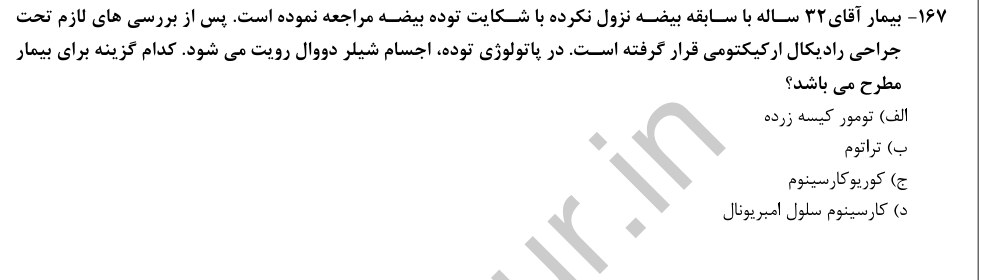 ۱۶۷- بیمار آقای ۳۲ ساله با سابقه بیضه نزول نکرده با شکایت توده بیضه مراجعه نموده است. پس از بررسی های لازم تحت
جراحی رادیکال ارکیکتومی قرار گرفته است. در پاتولوژی توده، اجسام شیلر دووال رویت می شود. کدام گزینه برای بیمار
مطرح می باشد؟
الف) تومور کیسه زرده
ب) تراتوم
ج) کوریوکارسینوم
د) کارسینوم سلول امبریونال
ur.in